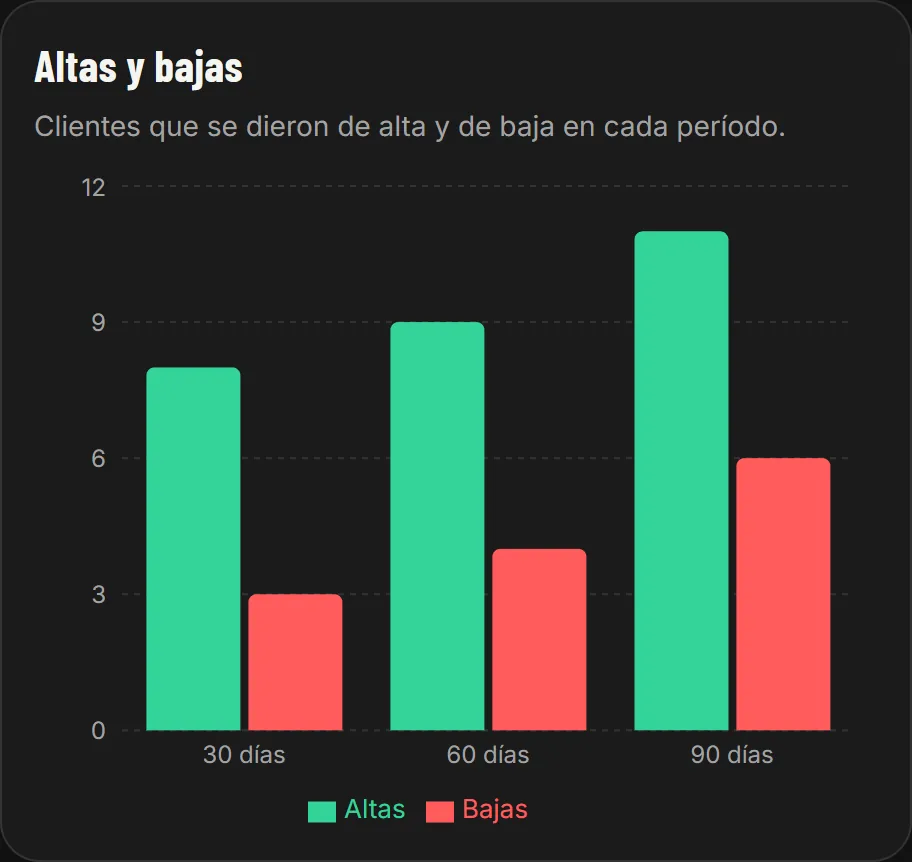 Altas y bajas
Clientes que se dieron de alta y de baja en cada período.
12
9
6
3
0
30 días 60 días 90 días
Altas Bajas